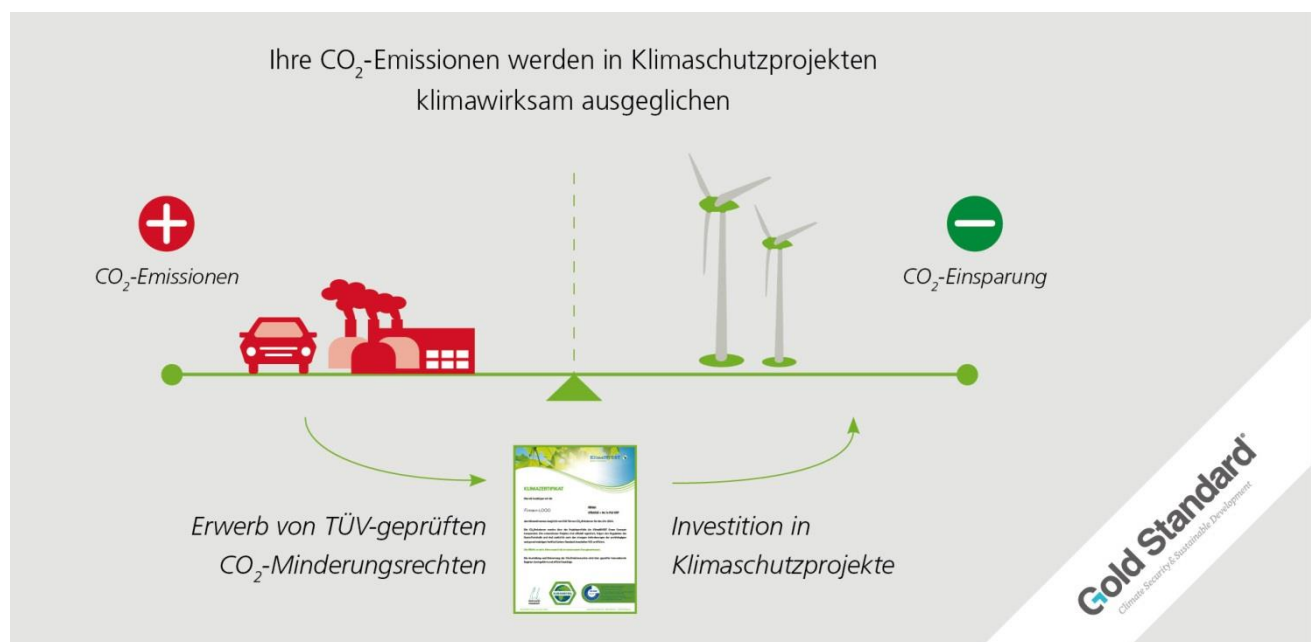 Ihre CO₂-Emissionen werden in Klimaschutzprojekten
klimawirksam ausgeglichen
CO₂-Emissionen
CO₂-Einsparung
KLIMAZERTIFIKAT
Erwerb von TÜV-geprüften
CO₂-Minderungsrechten
Investition in
Klimaschutzprojekte
Gold Standard®
Climate Security & Sustainable Development